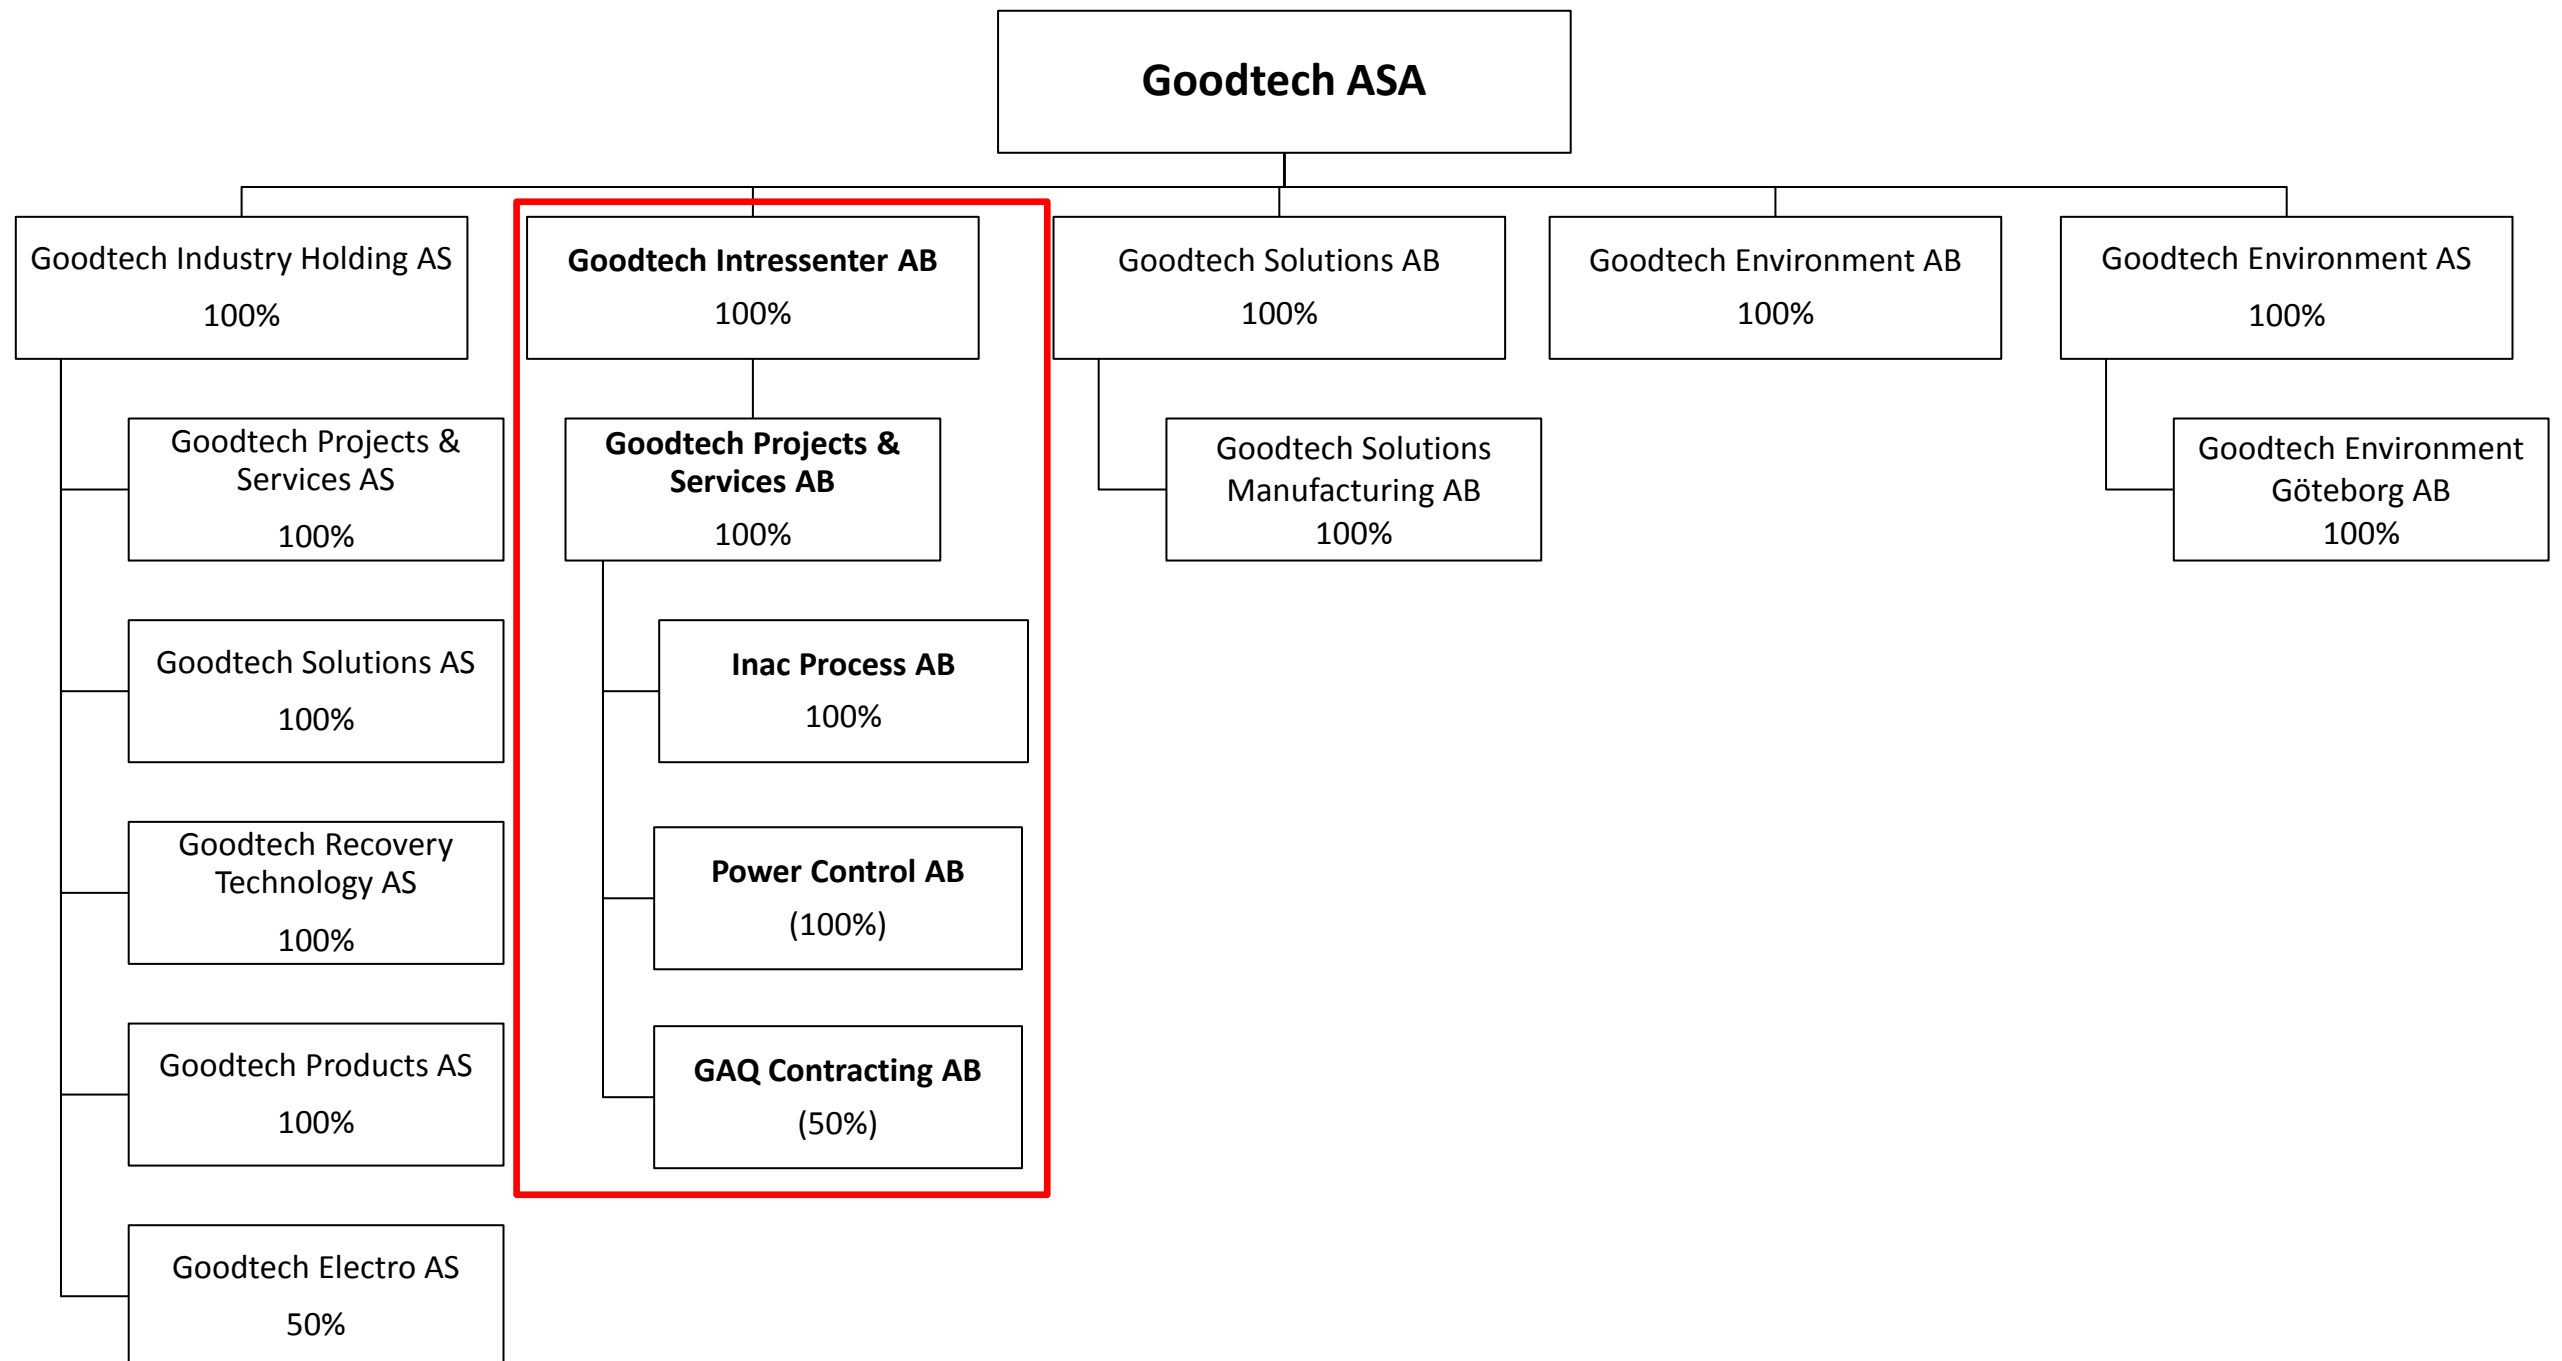 Goodtech ASA
Goodtech Industry Holding AS
100%
Goodtech Intressenter AB
100%
Goodtech Solutions AB
100%
Goodtech Environment AB
100%
Goodtech Environment AS
100%
Goodtech Projects &
Services AS
100%
Goodtech Projects &
Services AB
100%
Goodtech Solutions
Manufacturing AB
100%
Goodtech Environment
Göteborg AB
100%
Goodtech Solutions AS
100%
Inac Process AB
100%
Goodtech Recovery
Technology AS
100%
Power Control AB
(100%)
Goodtech Products AS
100%
GAQ Contracting AB
(50%)
Goodtech Electro AS
50%